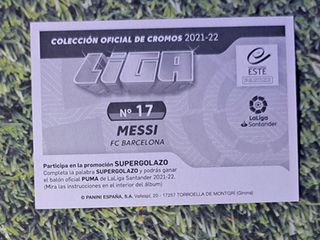 COLECCIÓN OFICIAL DE CROMOS 2021-22
LIGA
ESTE
Nº 17
MESSI
FC BARCELONA
LaLiga
Santander
Participa en la promoción SUPERGOLAZO
Completa la palabra SUPERGOLAZO y podrás ganar
el balón oficial PUMA de LaLiga Santander 2021-22.
(Mira las instrucciones en el interior del álbum)
© PANINI ESPAÑA, S.A. Vallespí, 20 - 17257 TORROELLA DE MONTGRÍ (Girona)